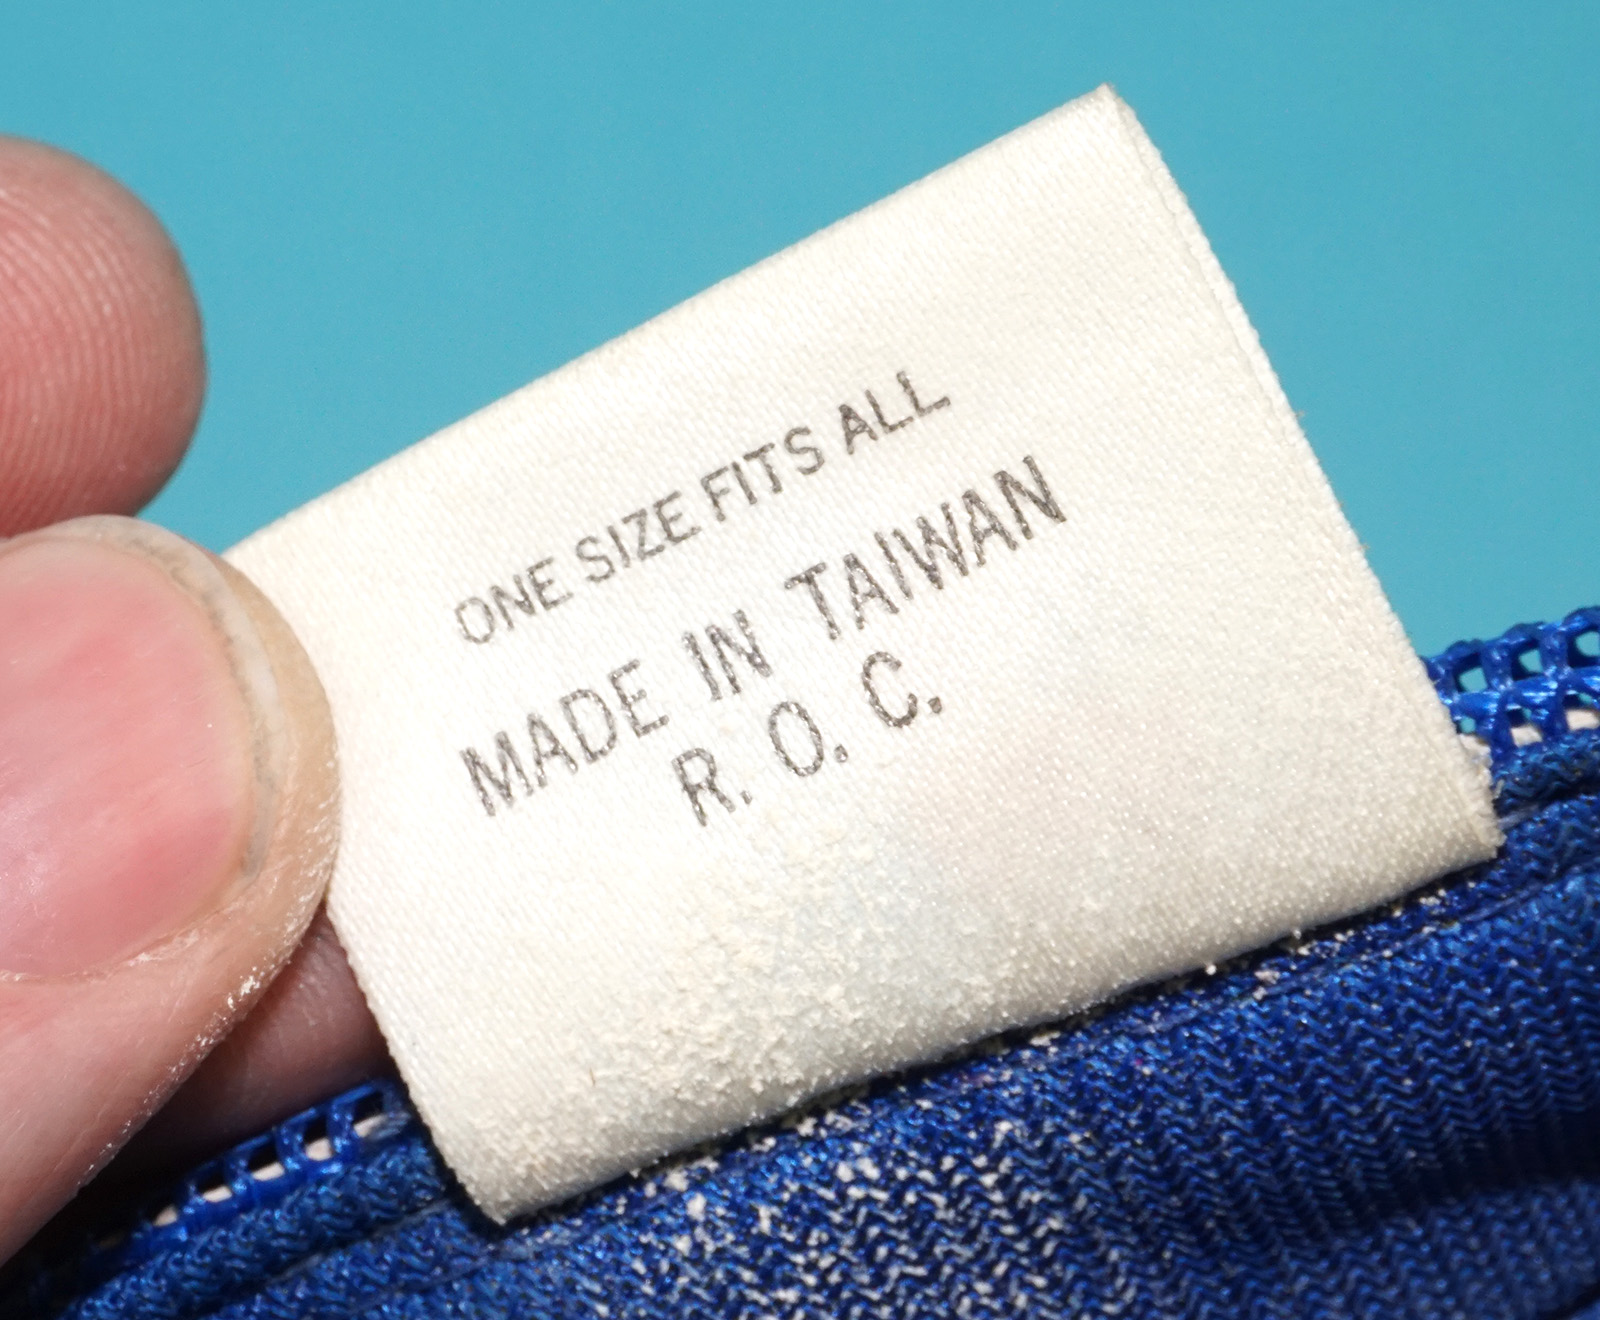 ONE SIZE FITS ALL
MADE IN TAIWAN
R. O. C.